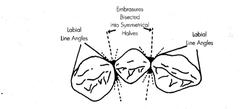 Embrasures
Bisected
into Symmetrical
Halves
Labial
Line Angles
Labial
Line Angles